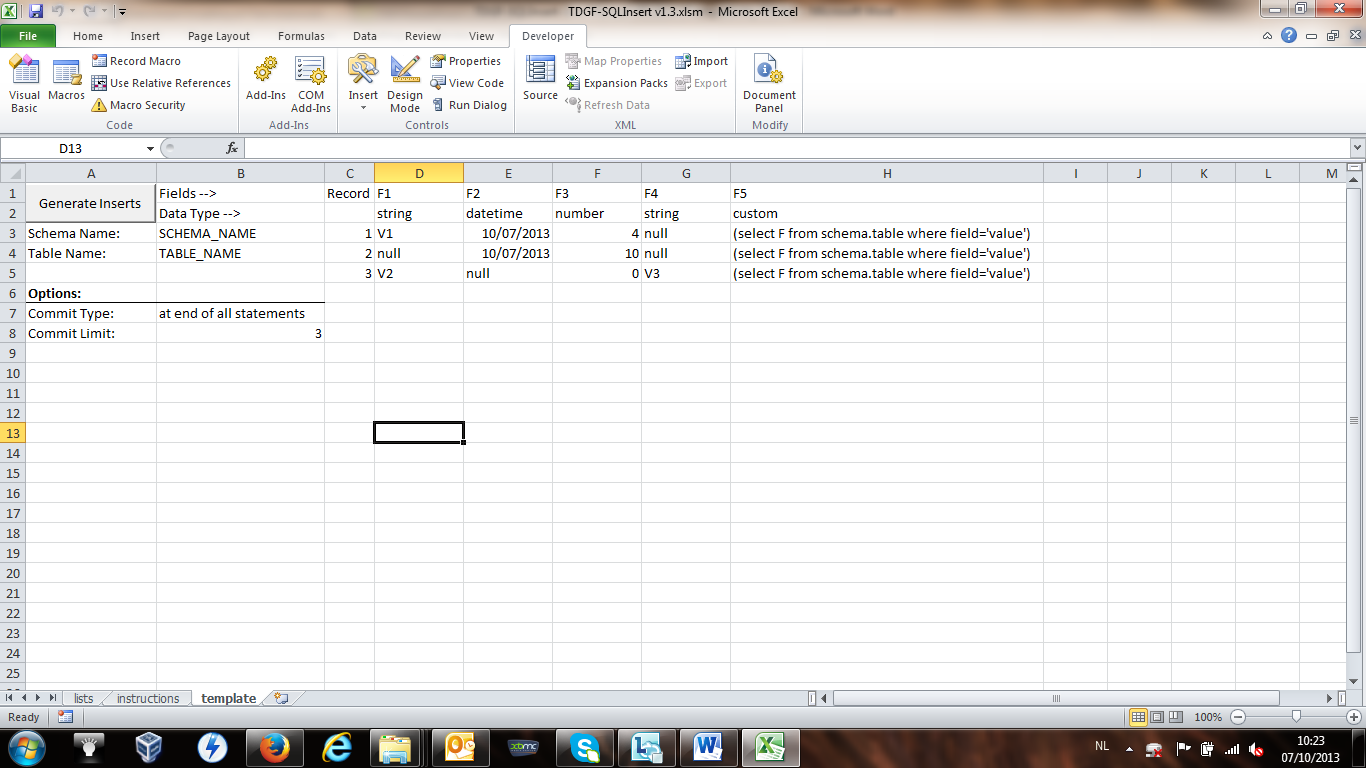 TDGF-SQLInsert v1.3.xlsm - Microsoft Excel
File Home Insert Page Layout Formulas Data Review View Developer
Visual Basic
Macros
Record Macro
Use Relative References
Macro Security
Code
Add-Ins
COM Add-Ins
Add-Ins
Insert
Design Mode
Properties
View Code
Run Dialog
Controls
Source
Map Properties
Expansion Packs
Refresh Data
Import
Export
XML
Document Panel
Modify
D13 fx
A B C D E F G H I J K L M
1 Generate Inserts Fields --> Record F1 F2 F3 F4 F5
2 Data Type --> string datetime number string custom
3 Schema Name: SCHEMA_NAME 1 V1 10/07/2013 4 null (select F from schema.table where field='value')
4 Table Name: TABLE_NAME 2 null 10/07/2013 10 null (select F from schema.table where field='value')
5 3 V2 null 0 V3 (select F from schema.table where field='value')
6 Options:
7 Commit Type: at end of all statements
8 Commit Limit: 3
9
10
11
12
13
14
15
16
17
18
19
20
21
22
23
24
25
lists instructions template
Ready 100%
xbmc NL 10:23
07/10/2013